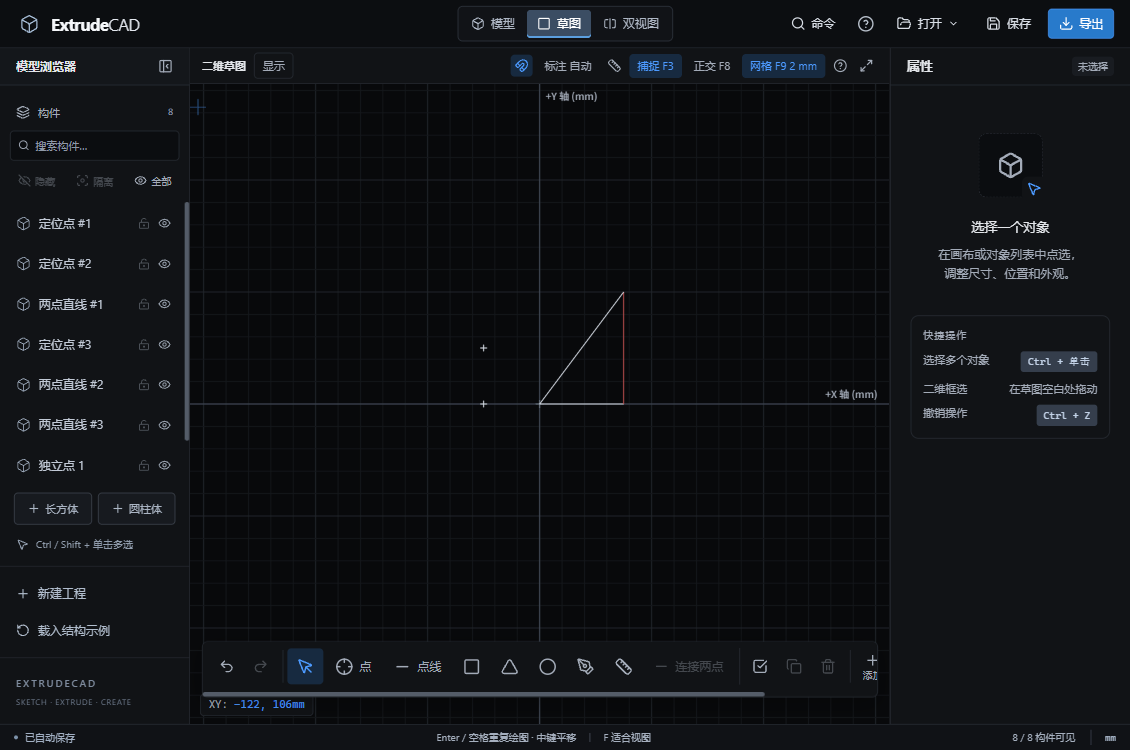 ExtrudeCAD
模型
草图
双视图
命令
打开
保存
导出
模型浏览器
二维草图
显示
标注 自动
捕捉 F3
正交 F8
网格 F9 2 mm
属性
未选择
构件
8
搜索构件...
隐藏
隔离
全部
定位点 #1
定位点 #2
两点直线 #1
定位点 #3
两点直线 #2
两点直线 #3
独立点 1
长方体
圆柱体
Ctrl / Shift + 单击多选
新建工程
载入结构示例
EXTRUDECAD
SKETCH · EXTRUDE · CREATE
+Y 轴 (mm)
+X 轴 (mm)
选择一个对象
在画布或对象列表中点选，
调整尺寸、位置和外观。
快捷操作
选择多个对象
Ctrl + 单击
二维框选
在草图空白处拖动
撤销操作
Ctrl + Z
点
点线
连接两点
XY: −122, 106mm
已自动保存
Enter / 空格重复绘图 · 中键平移
F 适合视图
8 / 8 构件可见
mm